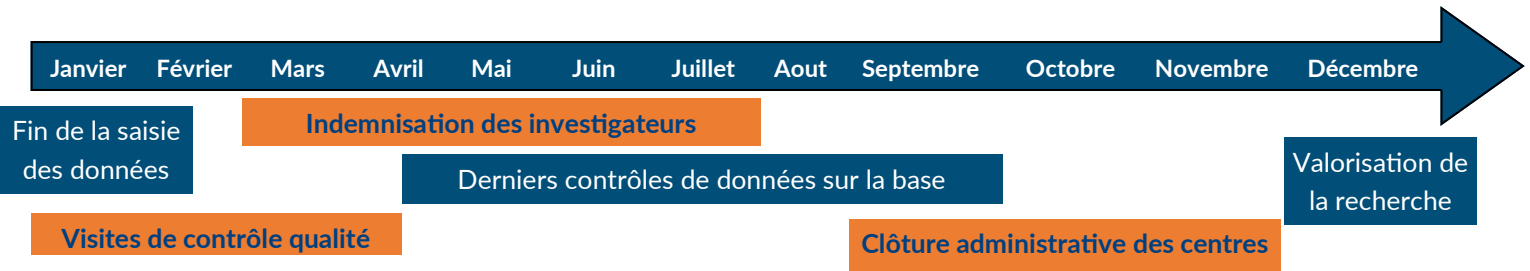 Janvier Février Mars Avril Mai Juin Juillet Aout Septembre Octobre Novembre Décembre
Fin de la saisie
des données
Indemnisation des investigateurs
Derniers contrôles de données sur la base
Valorisation de
la recherche
Visites de contrôle qualité
Clôture administrative des centres